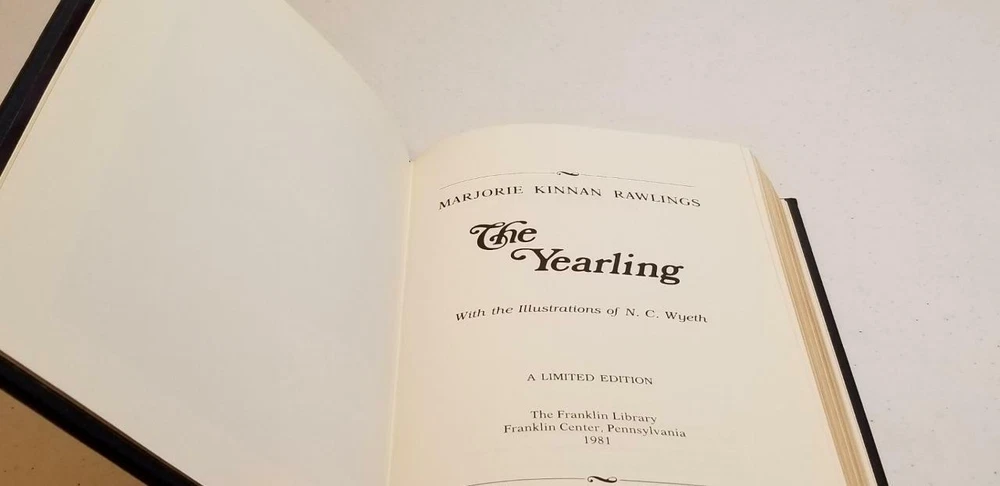 MARJORIE KINNAN RAWLINGS
The
Yearling
With the Illustrations of N. C. Wyeth
A LIMITED EDITION
The Franklin Library
Franklin Center, Pennsylvania
1981